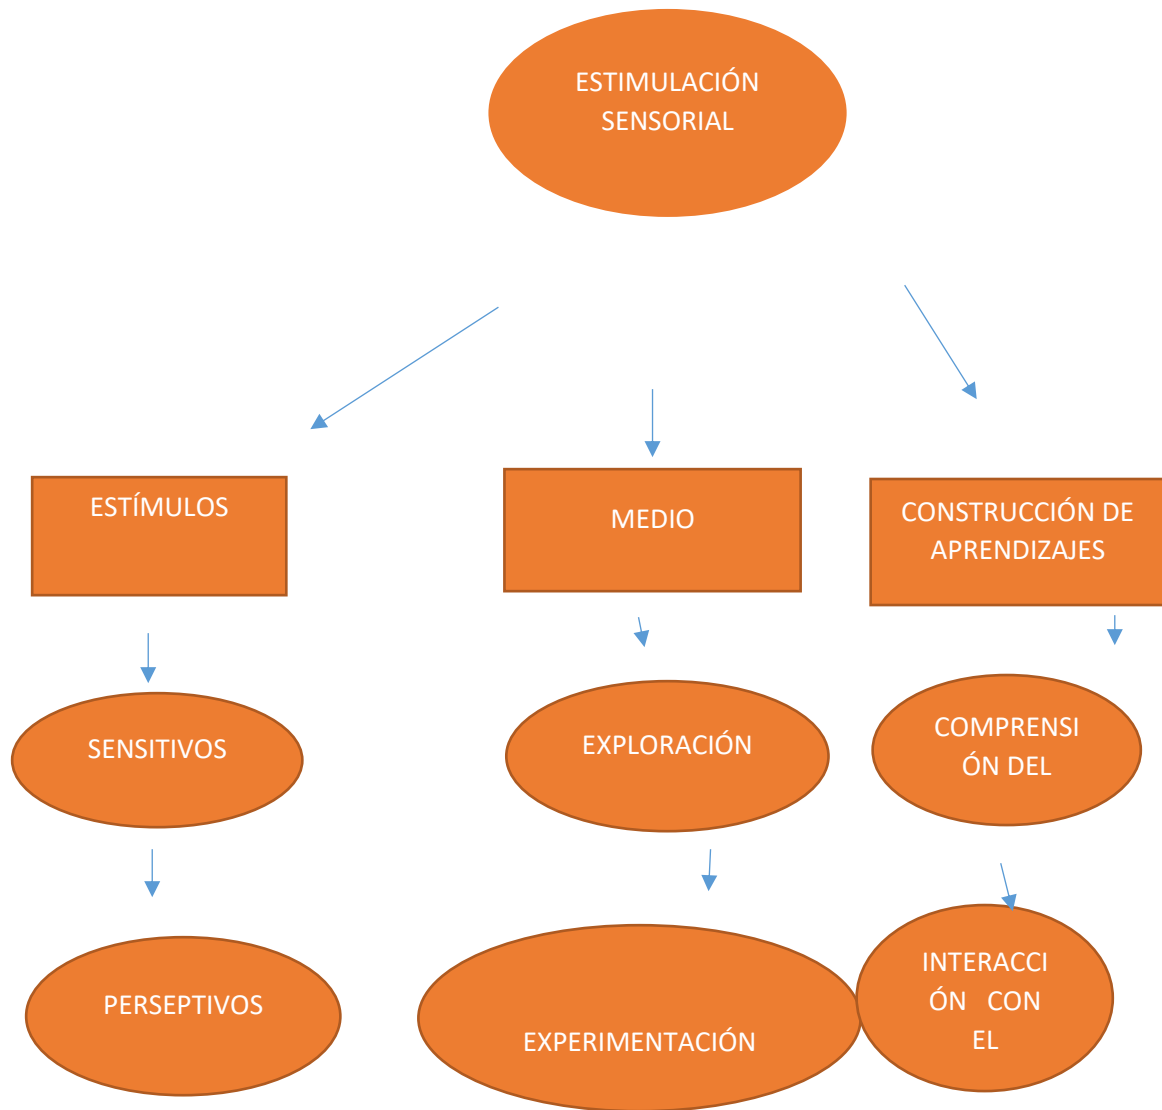 ESTIMULACIÓN
SENSORIAL
ESTÍMULOS
MEDIO
CONSTRUCCIÓN DE
APRENDIZAJES
SENSITIVOS
EXPLORACIÓN
COMPRENSI
ÓN DEL
PERSEPTIVOS
EXPERIMENTACIÓN
INTERACCI
ÓN CON
EL